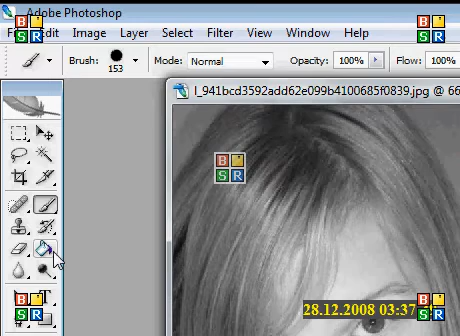 Adobe Photoshop
Edit Image Layer Select Filter View Window Help
Brush: 153 Mode: Normal Opacity: 100% Flow: 100%
l_941bcd3592add62e099b4100685f0839.jpg @ 66
B
S R
B
S R
B
S R
B
S R
B
S R
T
28.12.2008 03:37